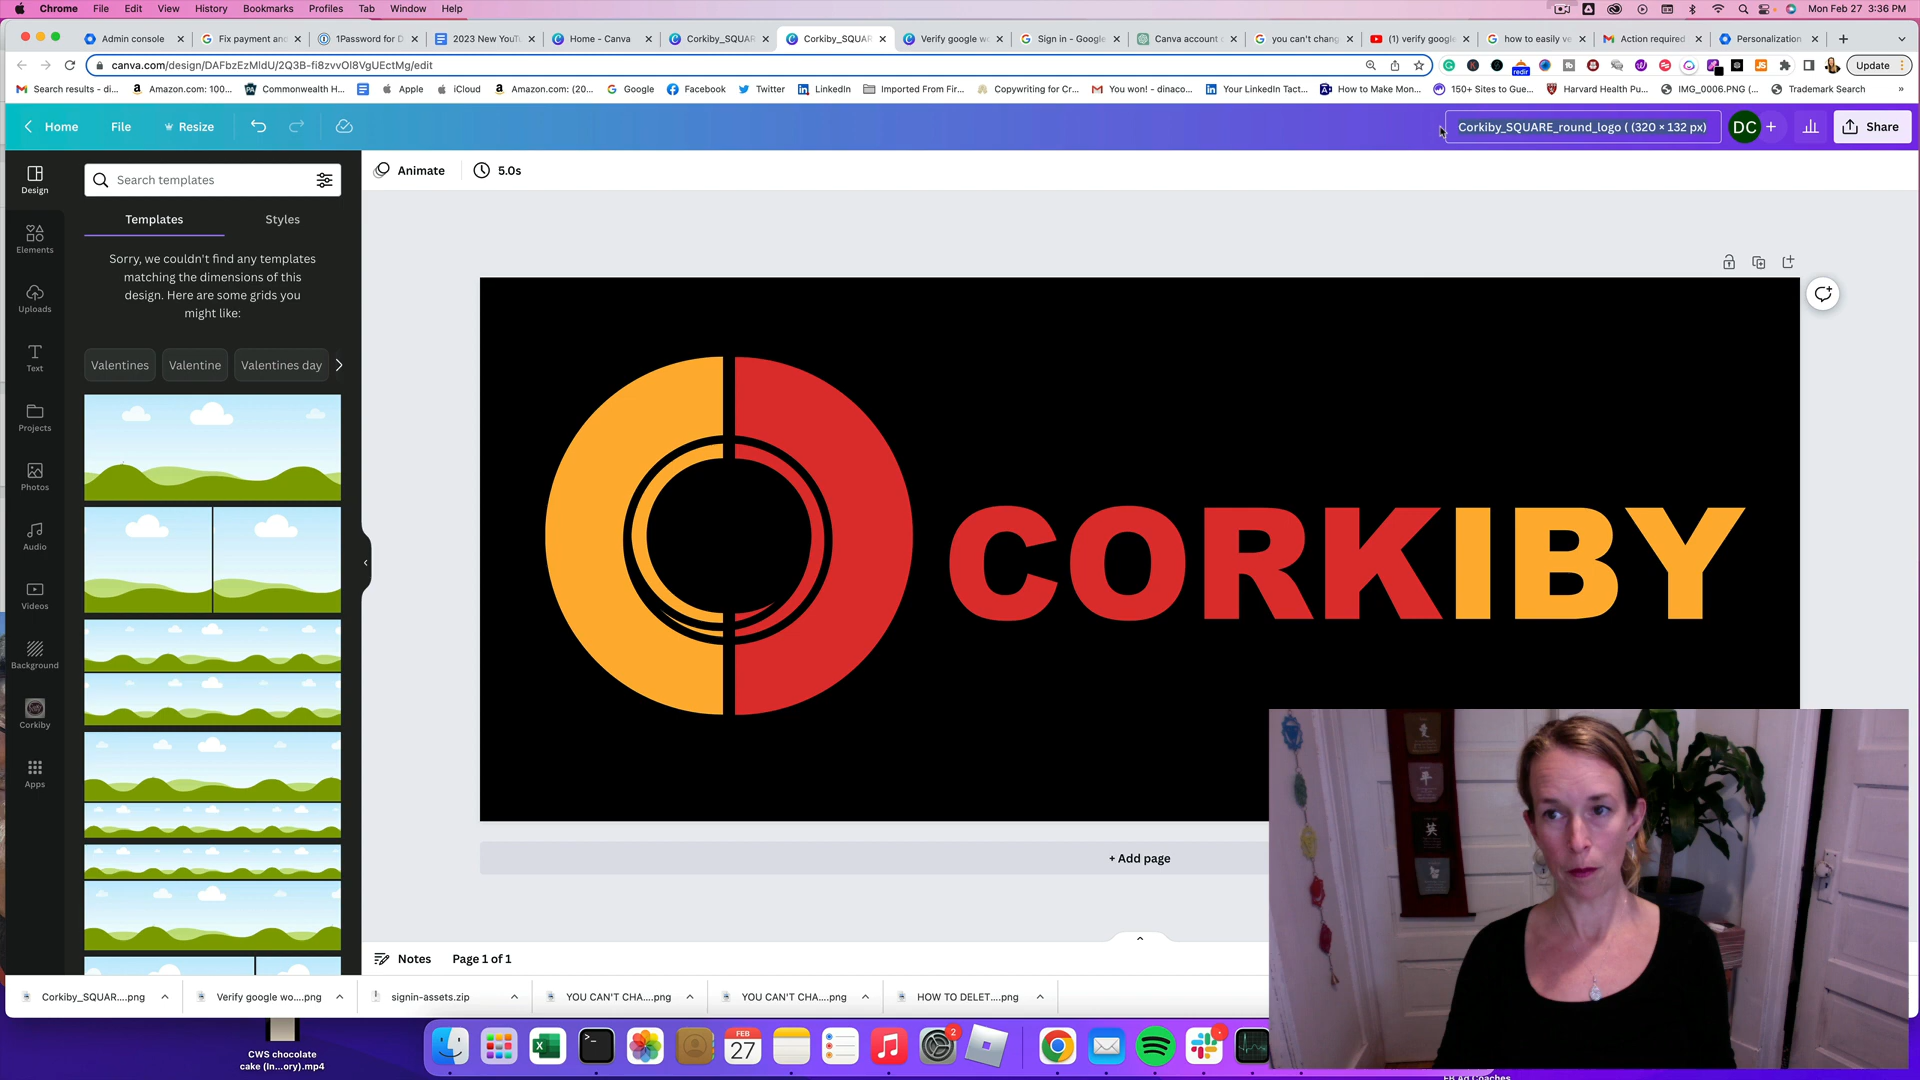 Chrome File Edit View History Bookmarks Profiles Tab Window Help
Mon Feb 27 3:36 PM
Admin console
Fix payment an
1Password for D
2023 New YouT
Home - Canva
Corkiby_SQUAR
Corkiby_SQUAR
Verify google wo
Sign in - Google
Canva account
you can't chang
(1) verify google
how to easily ve
Action required
Personalization
canva.com/design/DAFbzEzMldU/2Q3B-fi8zvvOl8VgUEctMg/edit
redir
Update
Search results - di...
Amazon.com: 100...
Commonwealth H...
Apple
iCloud
Amazon.com: (20...
Google
Facebook
Twitter
LinkedIn
Imported From Fir...
Copywriting for Cr...
You won! - dinaco...
Your LinkedIn Tact...
How to Make Mon...
150+ Sites to Gue...
Harvard Health Pu...
IMG_0006.PNG (...
Trademark Search
»
Home File Resize
Corkiby_SQUARE_round_logo ( (320 × 132 px)
DC
Share
Animate
5.0s
Design
Elements
Uploads
Text
Projects
Photos
Audio
Videos
Background
Corkiby
Apps
Search templates
Templates Styles
Sorry, we couldn't find any templates
matching the dimensions of this
design. Here are some grids you
might like:
Valentines
Valentine
Valentines day
CORKIBY
+ Add page
Notes
Page 1 of 1
Corkiby_SQUAR....png
Verify google wo....png
signin-assets.zip
YOU CAN'T CHA....png
YOU CAN'T CHA....png
HOW TO DELET....png
FEB
27
2
CWS chocolate
cake (In...ory).mp4
FB Ad Coaches